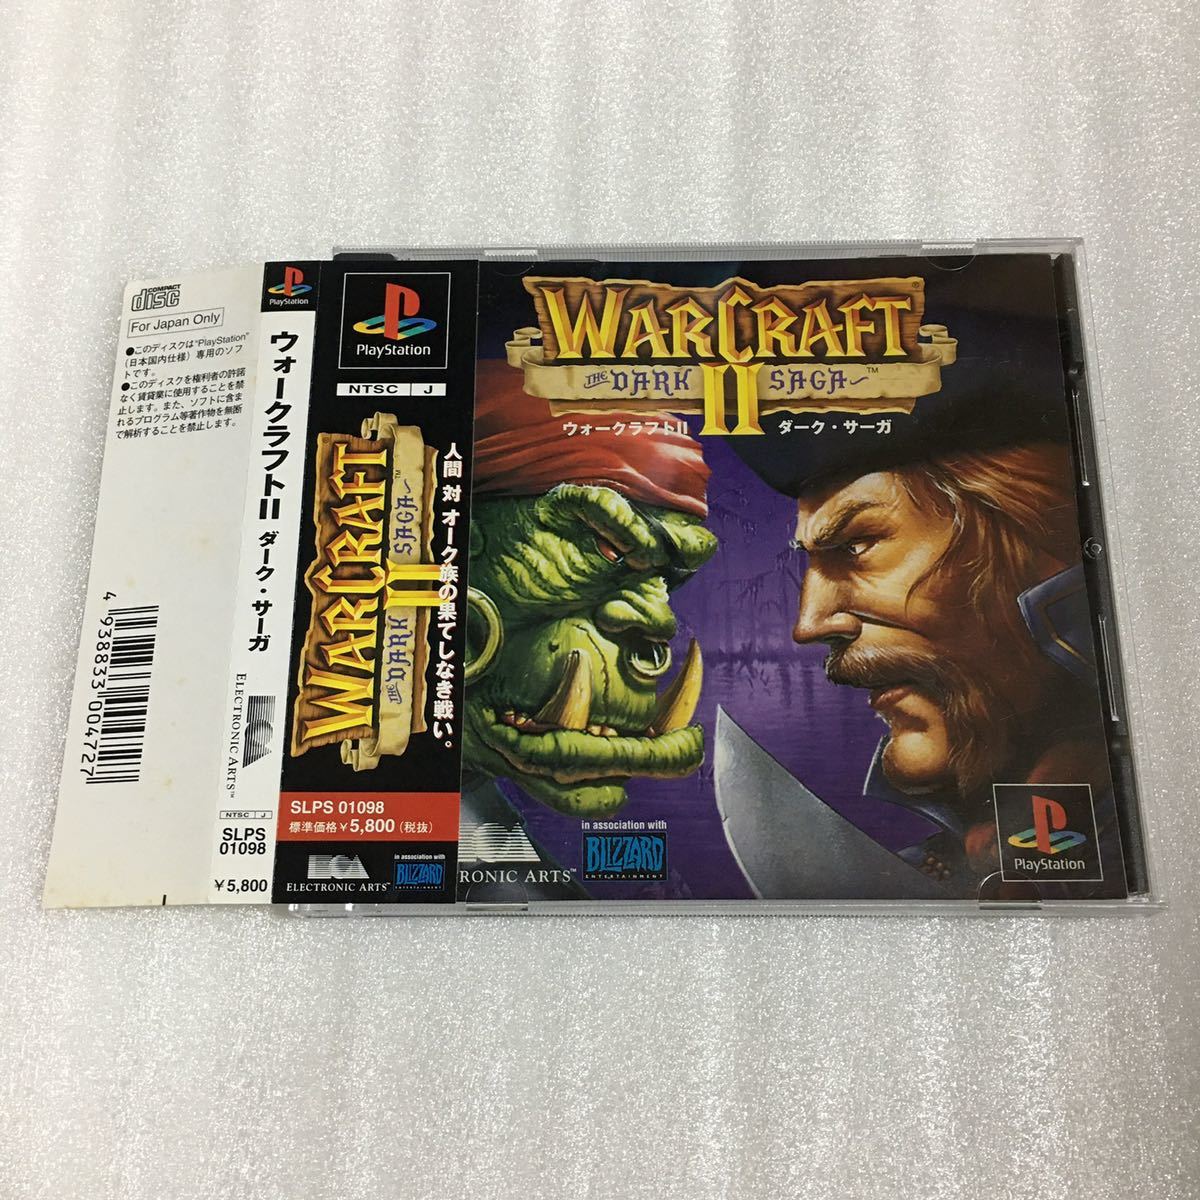 COMPACT
disc
For Japan Only
●このディスクは"PlayStation"
(日本国内仕様)専用のソフ
トです。
●このディスクを権利者の許諾
なく賃貸業に使用することを禁
止します。また、ソフトに含ま
れるプログラム等著作物を無断
で解析することを禁止します。
4 938833 004727
PlayStation
ウォークラフトII ダーク・サーガ
ELECTRONIC ARTS™
NTSC J
SLPS
01098
￥5,800
PlayStation
NTSC J
人間 対 オーク族の果てしなき戦い。
WARCRAFT
THE DARK II SAGA™
SLPS 01098
標準価格￥5,800(税抜)
ELECTRONIC ARTS™
in association with
BLIZZARD
ENTERTAINMENT
WARCRAFT®
THE DARK II SAGA™
ウォークラフトII ダーク・サーガ
RONIC ARTS™
in association with
BLIZZARD
ENTERTAINMENT
PlayStation